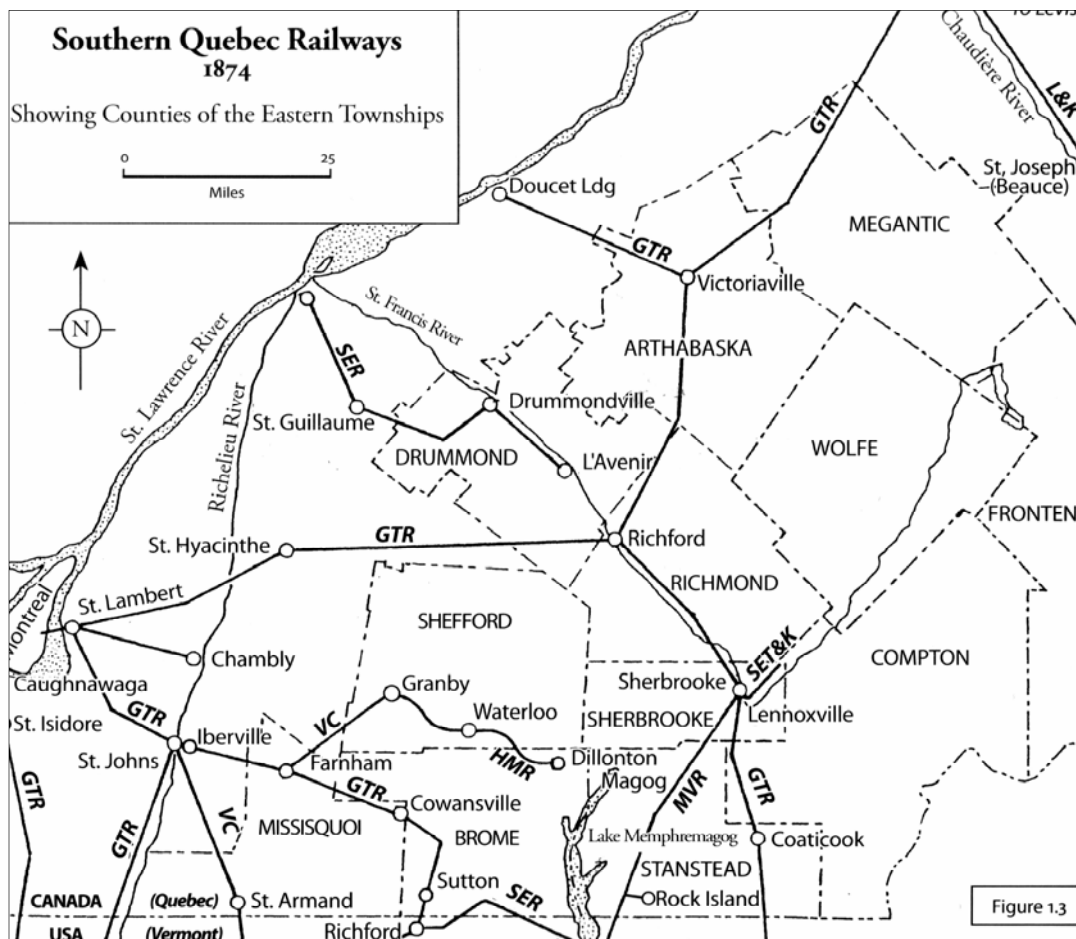 Southern Quebec Railways
1874
Showing Counties of the Eastern Townships
0 25
Miles
To Levis
Chaudière River
L&K
GTR
St, Joseph
(Beauce)
Doucet Ldg
MEGANTIC
GTR
Victoriaville
N
St. Francis River
St. Lawrence River
SER
ARTHABASKA
Richelieu River
Drummondville
St. Guillaume
WOLFE
DRUMMOND
L'Avenir
FRONTEN
GTR
St. Hyacinthe
Richford
RICHMOND
Montreal
St. Lambert
SHEFFORD
Chambly
SET&K
COMPTON
Caughnawaga
Granby
Sherbrooke
St. Isidore
GTR
Waterloo
SHERBROOKE
Lennoxville
Iberville
VC
St. Johns
Farnham
HMR
Dillonton
Magog
GTR
GTR
Cowansville
MVR
GTR
GTR
VC
MISSISQUOI
BROME
Lake Memphremagog
Coaticook
STANSTEAD
Sutton
CANADA
(Quebec)
St. Armand
SER
Rock Island
Figure 1.3
USA
(Vermont)
Richford